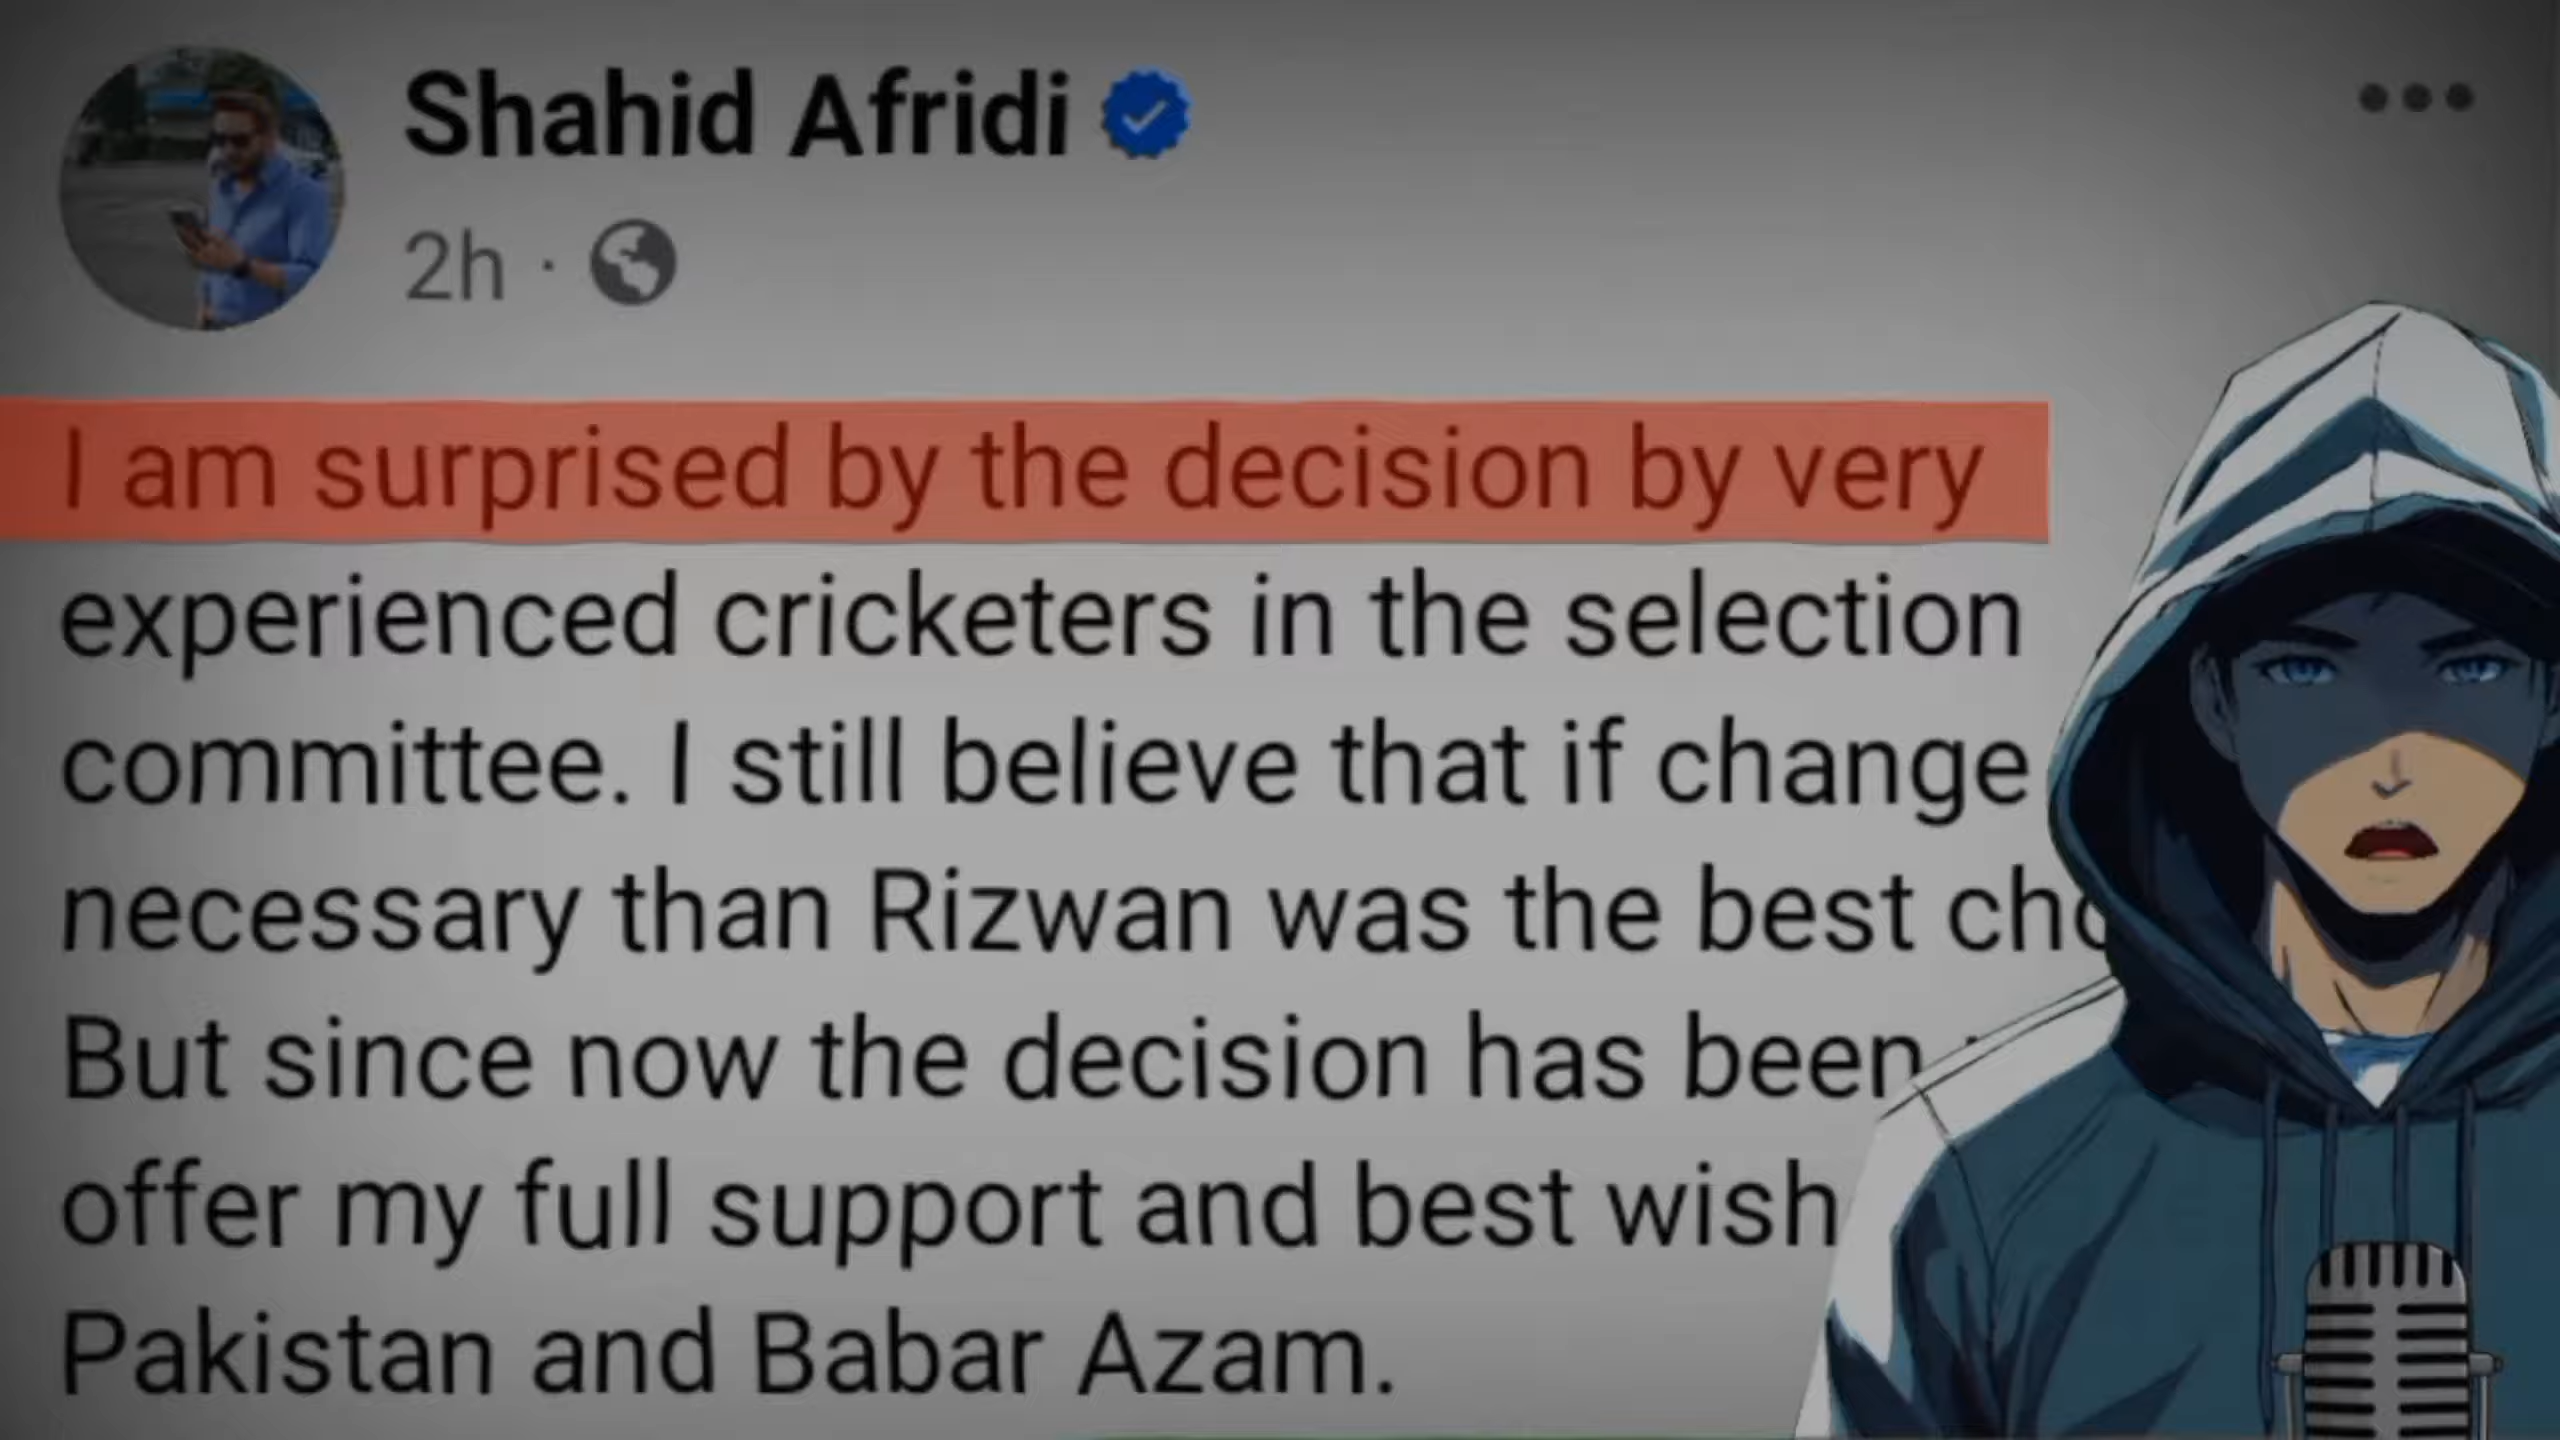 Shahid Afridi
2h ·
I am surprised by the decision by very
experienced cricketers in the selection
committee. I still believe that if change
necessary than Rizwan was the best
But since now the decision has been
offer my full support and best
Pakistan and Babar Azam.